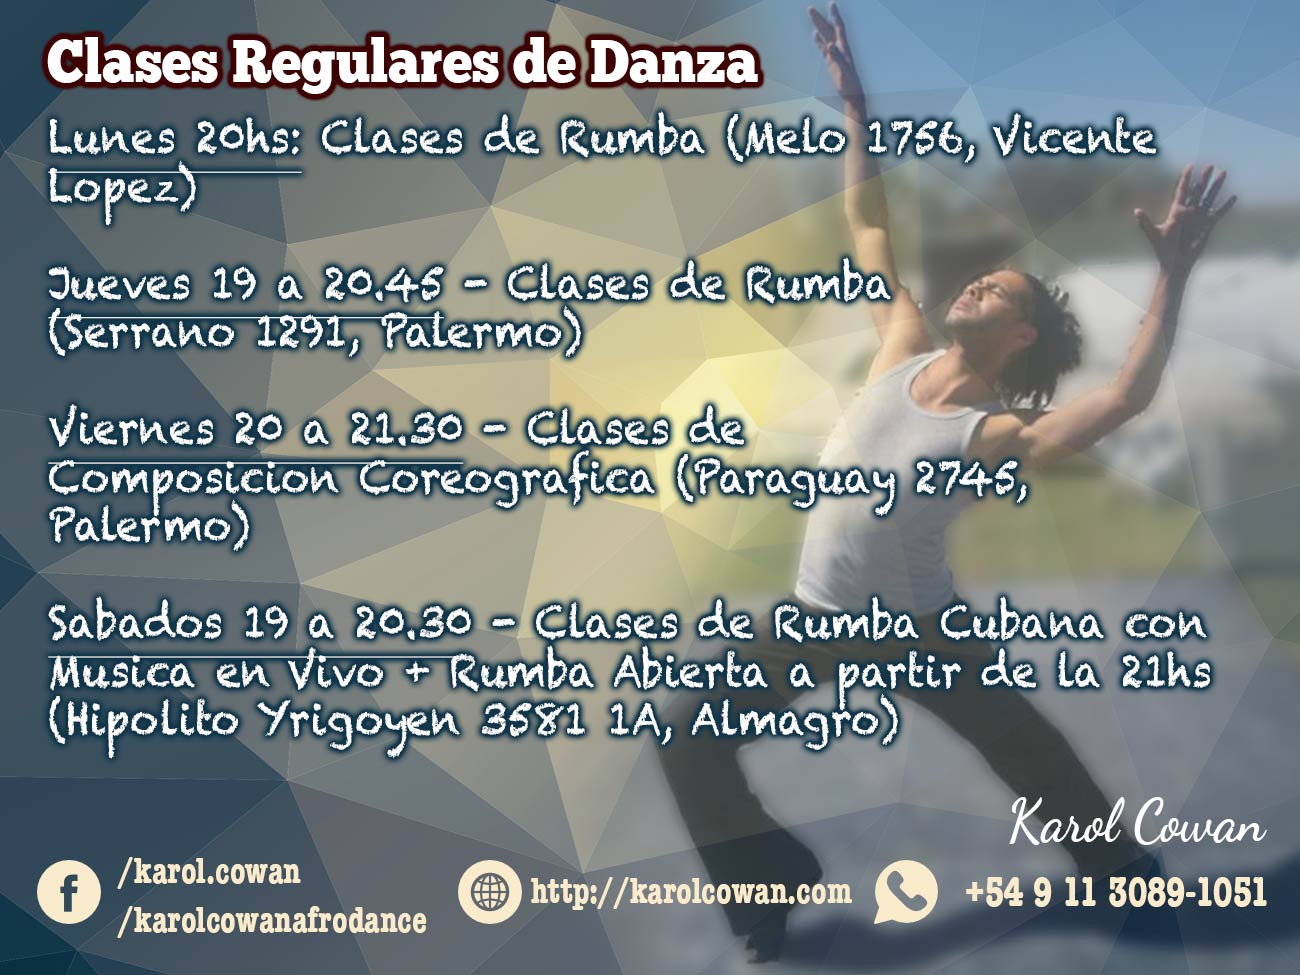 Clases Regulares de Danza
Lunes 20hs: Clases de Rumba (Melo 1756, Vicente
Lopez)
Jueves 19 a 20.45 - Clases de Rumba
(Serrano 1291, Palermo)
Viernes 20 a 21.30 - Clases de
Composicion Coreografica (Paraguay 2745,
Palermo)
Sabados 19 a 20.30 - Clases de Rumba Cubana con
Musica en Vivo + Rumba Abierta a partir de la 21hs
(Hipolito Yrigoyen 3581 1A, Almagro)
Karol Cowan
/karol.cowan
/karolcowanafrodance
http://karolcowan.com
+54 9 11 3089-1051